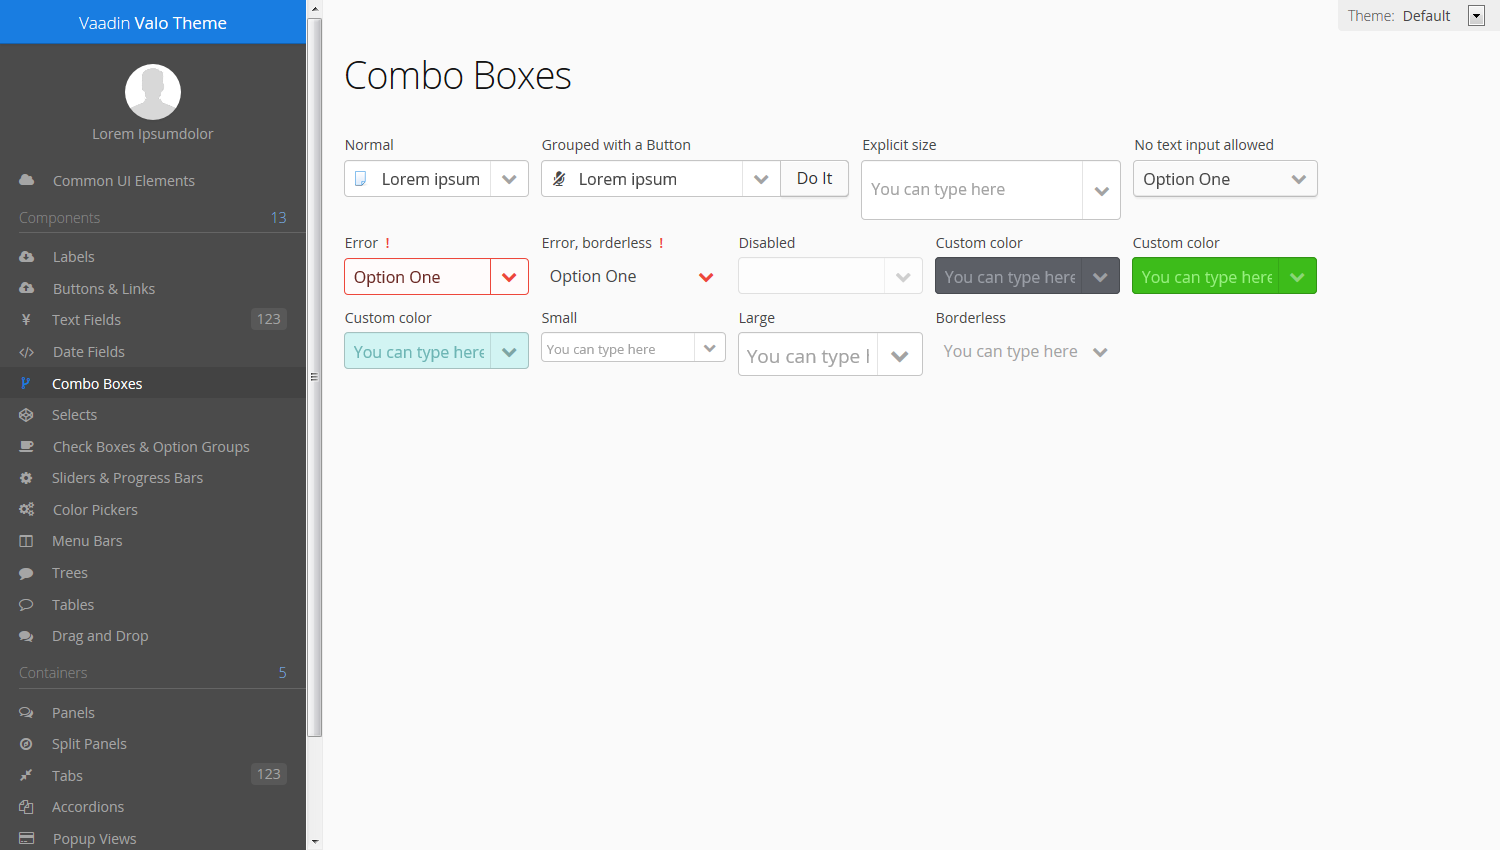 Vaadin Valo Theme
Lorem Ipsumdolor
Common UI Elements
Components 13
Labels
Buttons & Links
Text Fields 123
Date Fields
Combo Boxes
Selects
Check Boxes & Option Groups
Sliders & Progress Bars
Color Pickers
Menu Bars
Trees
Tables
Drag and Drop
Containers 5
Panels
Split Panels
Tabs 123
Accordions
Popup Views
Theme: Default
Combo Boxes
Normal Grouped with a Button Explicit size No text input allowed
Lorem ipsum Lorem ipsum Do It You can type here Option One
Error ! Error, borderless ! Disabled Custom color Custom color
Option One Option One You can type here You can type here
Custom color Small Large Borderless
You can type here You can type here You can type You can type here